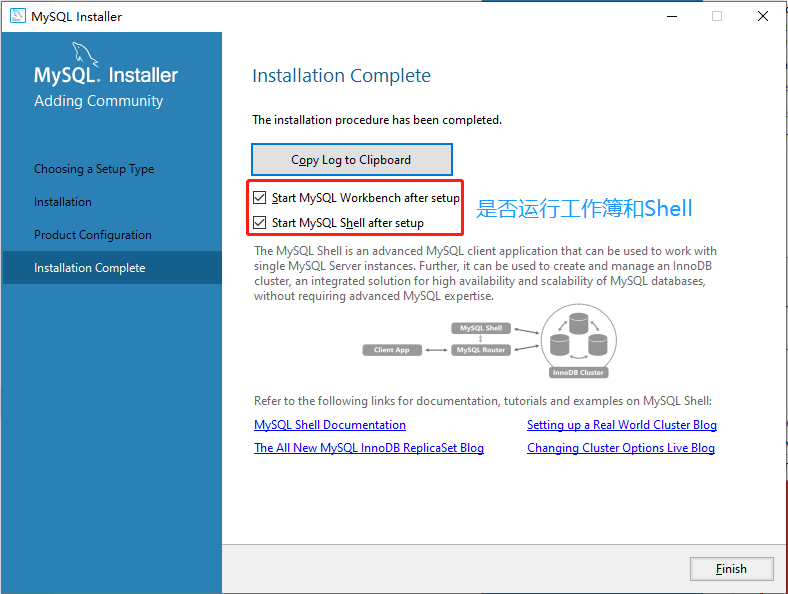 MySQL Installer
MySQL. Installer
Adding Community
Choosing a Setup Type
Installation
Product Configuration
Installation Complete
Installation Complete
The installation procedure has been completed.
Copy Log to Clipboard
Start MySQL Workbench after setup
Start MySQL Shell after setup
是否运行工作簿和Shell
The MySQL Shell is an advanced MySQL client application that can be used to work with
single MySQL Server instances. Further, it can be used to create and manage an InnoDB
cluster, an integrated solution for high availability and scalability of MySQL databases,
without requiring advanced MySQL expertise.
MySQL Shell
Client App
MySQL Router
InnoDB Cluster
Refer to the following links for documentation, tutorials and examples on MySQL Shell:
MySQL Shell Documentation
Setting up a Real World Cluster Blog
The All New MySQL InnoDB ReplicaSet Blog
Changing Cluster Options Live Blog
Finish